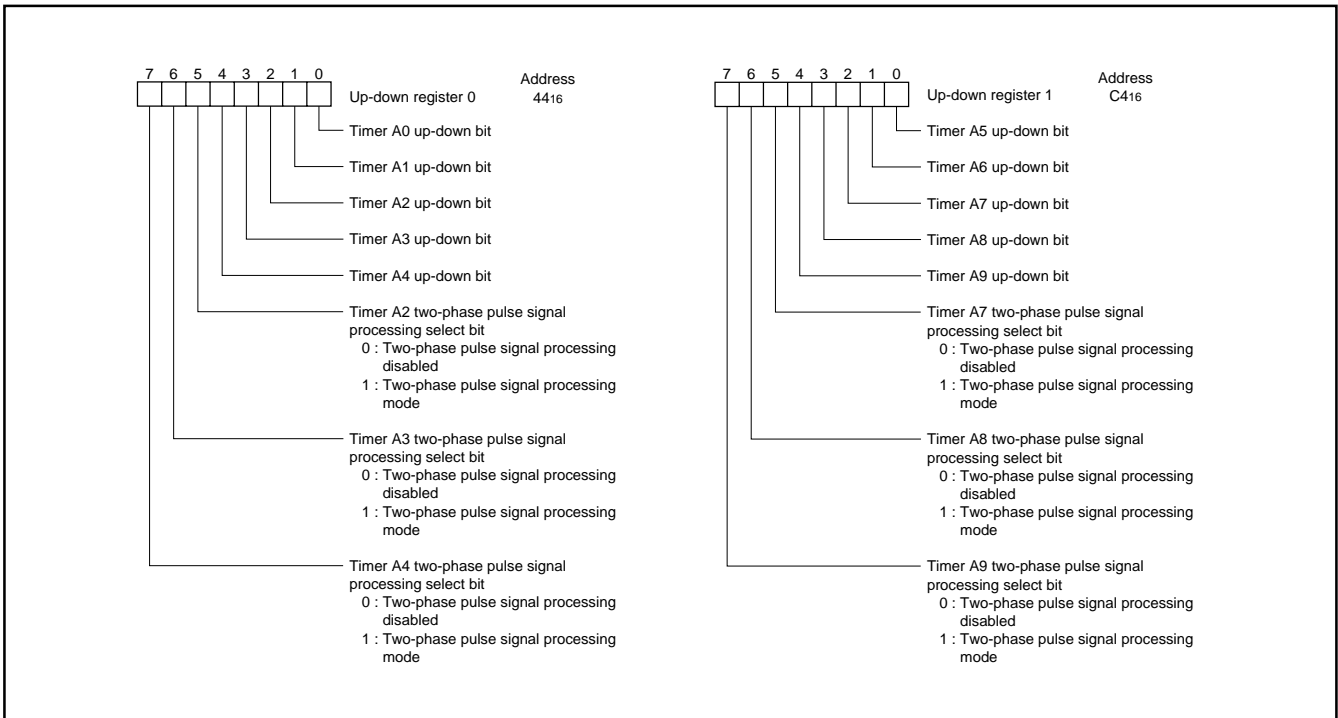 7 6 5 4 3 2 1 0
Address
Up-down register 0
44₁₆
Timer A0 up-down bit
Timer A1 up-down bit
Timer A2 up-down bit
Timer A3 up-down bit
Timer A4 up-down bit
Timer A2 two-phase pulse signal
processing select bit
0 : Two-phase pulse signal processing
disabled
1 : Two-phase pulse signal processing
mode
Timer A3 two-phase pulse signal
processing select bit
0 : Two-phase pulse signal processing
disabled
1 : Two-phase pulse signal processing
mode
Timer A4 two-phase pulse signal
processing select bit
0 : Two-phase pulse signal processing
disabled
1 : Two-phase pulse signal processing
mode
7 6 5 4 3 2 1 0
Address
Up-down register 1
C4₁₆
Timer A5 up-down bit
Timer A6 up-down bit
Timer A7 up-down bit
Timer A8 up-down bit
Timer A9 up-down bit
Timer A7 two-phase pulse signal
processing select bit
0 : Two-phase pulse signal processing
disabled
1 : Two-phase pulse signal processing
mode
Timer A8 two-phase pulse signal
processing select bit
0 : Two-phase pulse signal processing
disabled
1 : Two-phase pulse signal processing
mode
Timer A9 two-phase pulse signal
processing select bit
0 : Two-phase pulse signal processing
disabled
1 : Two-phase pulse signal processing
mode